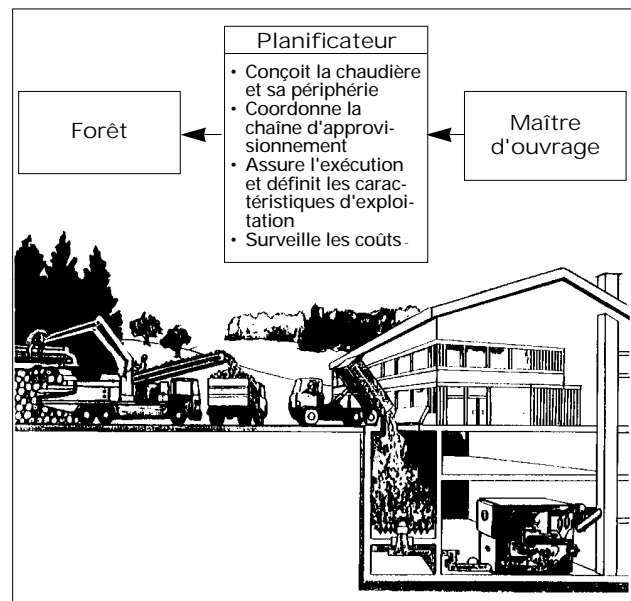 Planificateur
• Conçoit la chaudière
et sa périphérie
• Coordonne la
chaîne d'approvi-
sionnement
• Assure l'exécution
et définit les carac-
téristiques d'exploi-
tation
• Surveille les coûts
Forêt
Maître
d'ouvrage